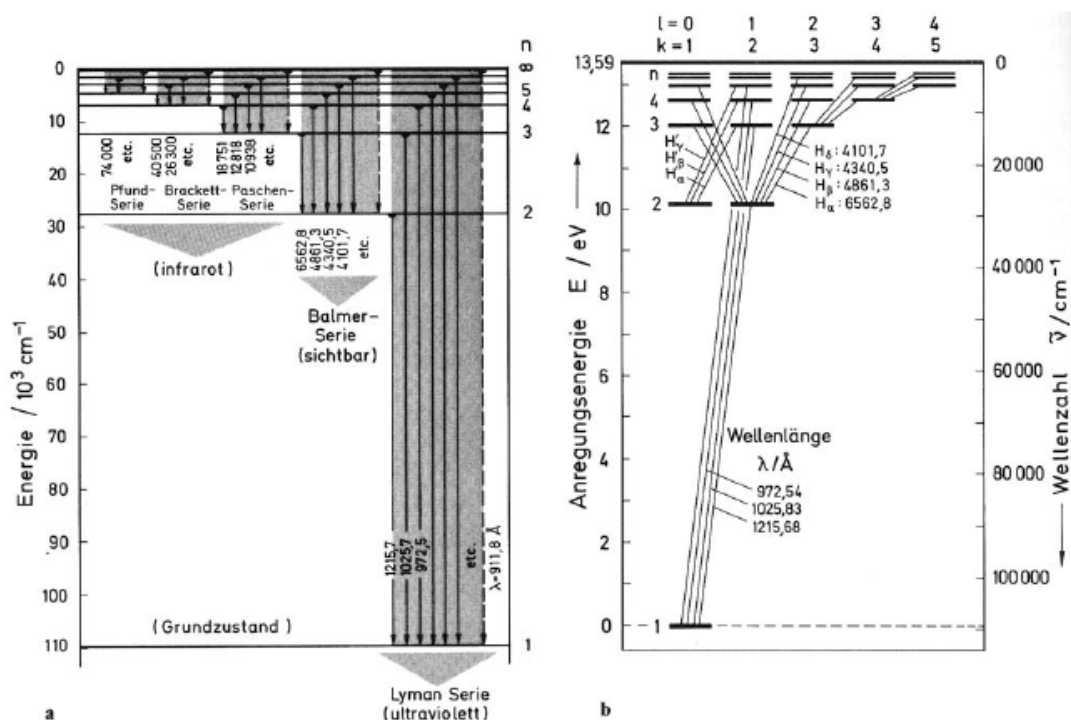 n
0
∞
5
4
10
3
74000
etc.
40500
26300
etc.
18751
12818
10938
etc.
20
Pfund-
Serie
Brackett-
Serie
Paschen-
Serie
2
30
(infrarot)
6562,8
4861,3
4340,5
4101,7
etc.
40
Balmer-
Serie
(sichtbar)
50
60
70
80
90
100
110
Energie / 10³ cm⁻¹
1215,7
1025,7
972,5
etc.
λ=911,8 Å
(Grundzustand)
1
Lyman Serie
(ultraviolett)
a
l = 0 1 2 3 4
k = 1 2 3 4 5
13,59
0
n
4
12
3
H'γ
H'β
H'α
Hδ: 4101,7
Hγ: 4340,5
Hβ: 4861,3
Hα: 6562,8
20000
10
2
8
40000
6
60000
4
80000
2
100000
0
1
Anregungsenergie E / eV
Wellenzahl ν̃/cm⁻¹
Wellenlänge
λ/Å
972,54
1025,83
1215,68
b